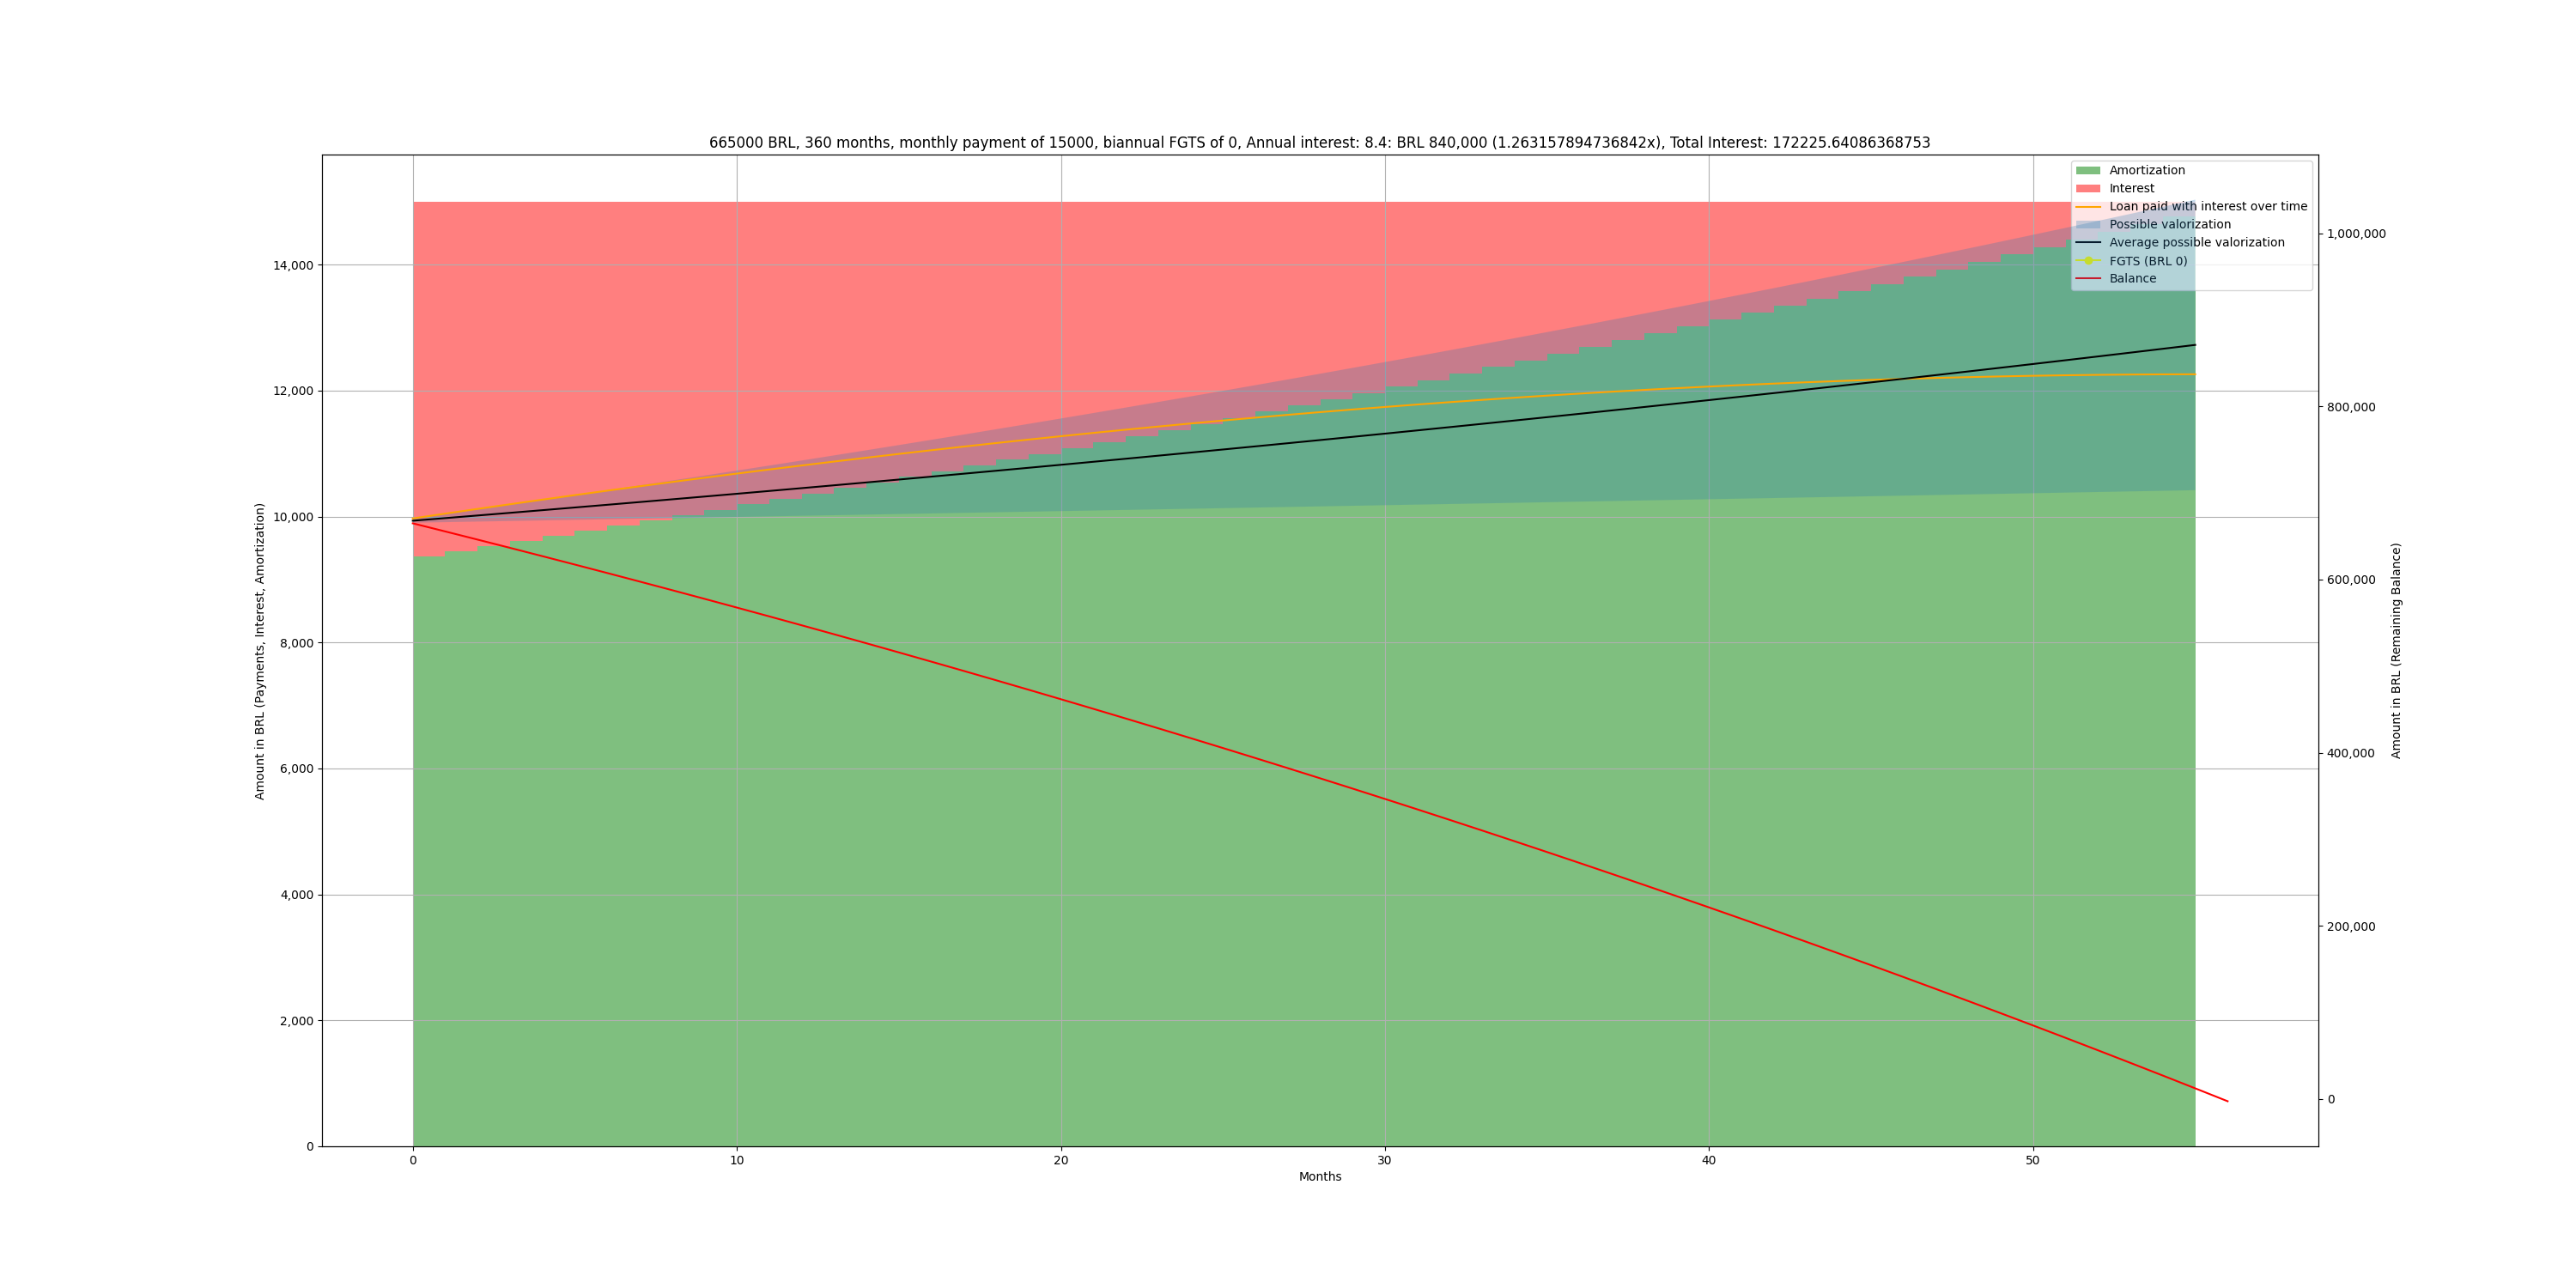 665000 BRL, 360 months, monthly payment of 15000, biannual FGTS of 0, Annual interest: 8.4: BRL 840,000 (1.263157894736842x), Total Interest: 172225.64086368753
Amortization
Interest
Loan paid with interest over time
Possible valorization
Average possible valorization
FGTS (BRL 0)
Balance
Amount in BRL (Payments, Interest, Amortization)
14,000
12,000
10,000
8,000
6,000
4,000
2,000
0
1,000,000
800,000
600,000
400,000
200,000
0
Amount in BRL (Remaining Balance)
0
10
20
30
40
50
Months